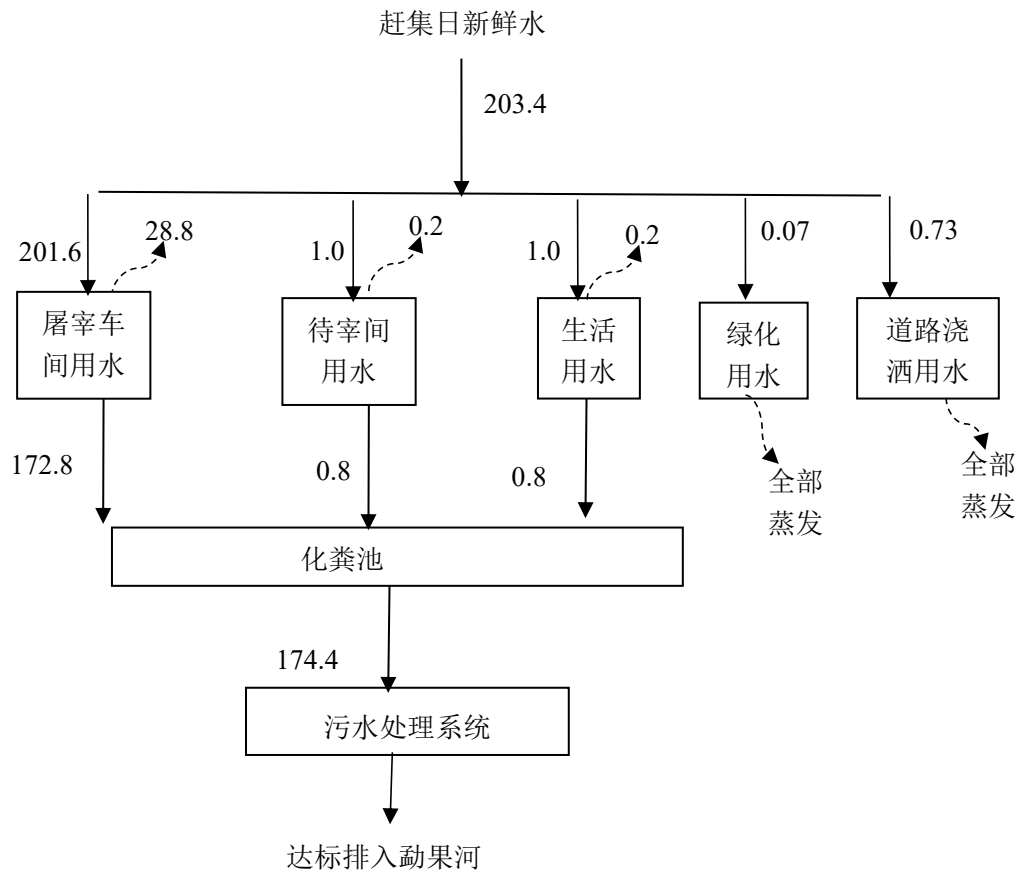 赶集日新鲜水
203.4
201.6
28.8
1.0
0.2
1.0
0.2
0.07
0.73
屠宰车
间用水
待宰间
用水
生活
用水
绿化
用水
道路浇
洒用水
172.8
0.8
0.8
全部
蒸发
全部
蒸发
化粪池
174.4
污水处理系统
达标排入勐果河